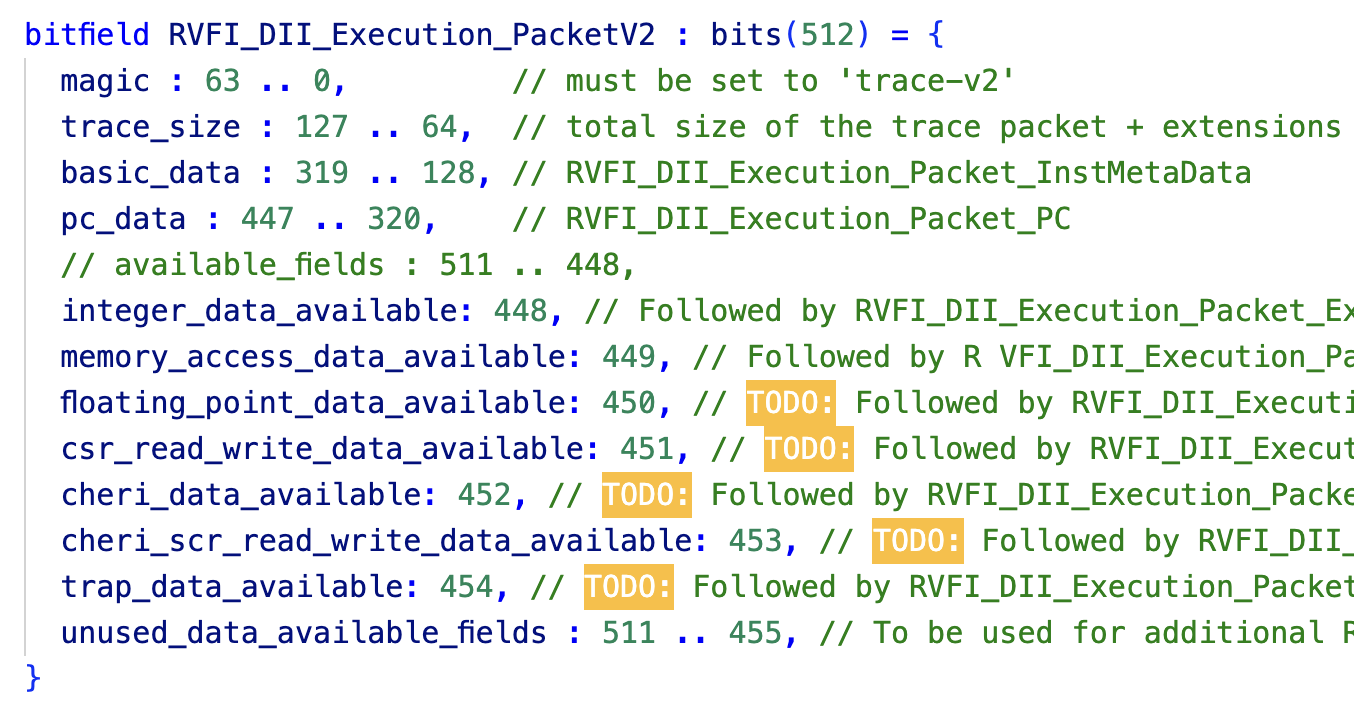 bitfield RVFI_DII_Execution_PacketV2 : bits(512) = {
magic : 63 .. 0, // must be set to 'trace-v2'
trace_size : 127 .. 64, // total size of the trace packet + extensions
basic_data : 319 .. 128, // RVFI_DII_Execution_Packet_InstMetaData
pc_data : 447 .. 320, // RVFI_DII_Execution_Packet_PC
// available_fields : 511 .. 448,
integer_data_available: 448, // Followed by RVFI_DII_Execution_Packet_Ex
memory_access_data_available: 449, // Followed by R VFI_DII_Execution_Pa
floating_point_data_available: 450, // TODO: Followed by RVFI_DII_Executi
csr_read_write_data_available: 451, // TODO: Followed by RVFI_DII_Execut
cheri_data_available: 452, // TODO: Followed by RVFI_DII_Execution_Packe
cheri_scr_read_write_data_available: 453, // TODO: Followed by RVFI_DII_
trap_data_available: 454, // TODO: Followed by RVFI_DII_Execution_Packet
unused_data_available_fields : 511 .. 455, // To be used for additional R
}